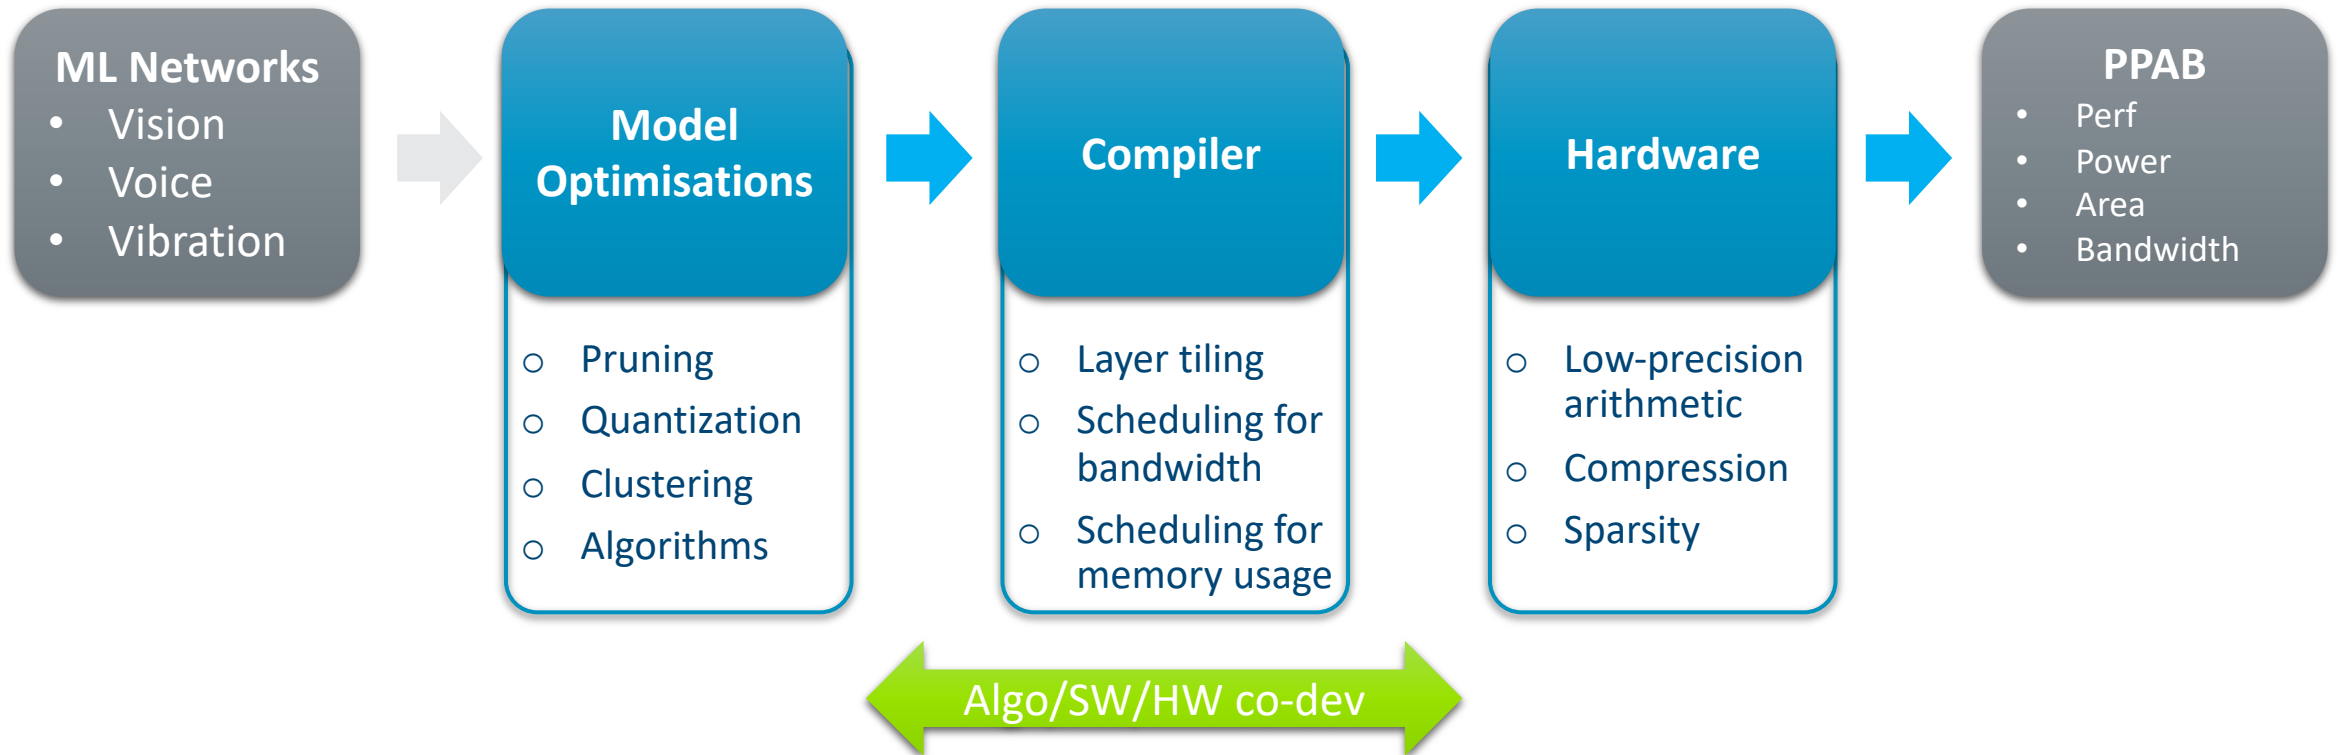 ML Networks
• Vision
• Voice
• Vibration
Model
Optimisations
o Pruning
o Quantization
o Clustering
o Algorithms
Compiler
o Layer tiling
o Scheduling for
bandwidth
o Scheduling for
memory usage
Hardware
o Low-precision
arithmetic
o Compression
o Sparsity
PPAB
• Perf
• Power
• Area
• Bandwidth
Algo/SW/HW co-dev